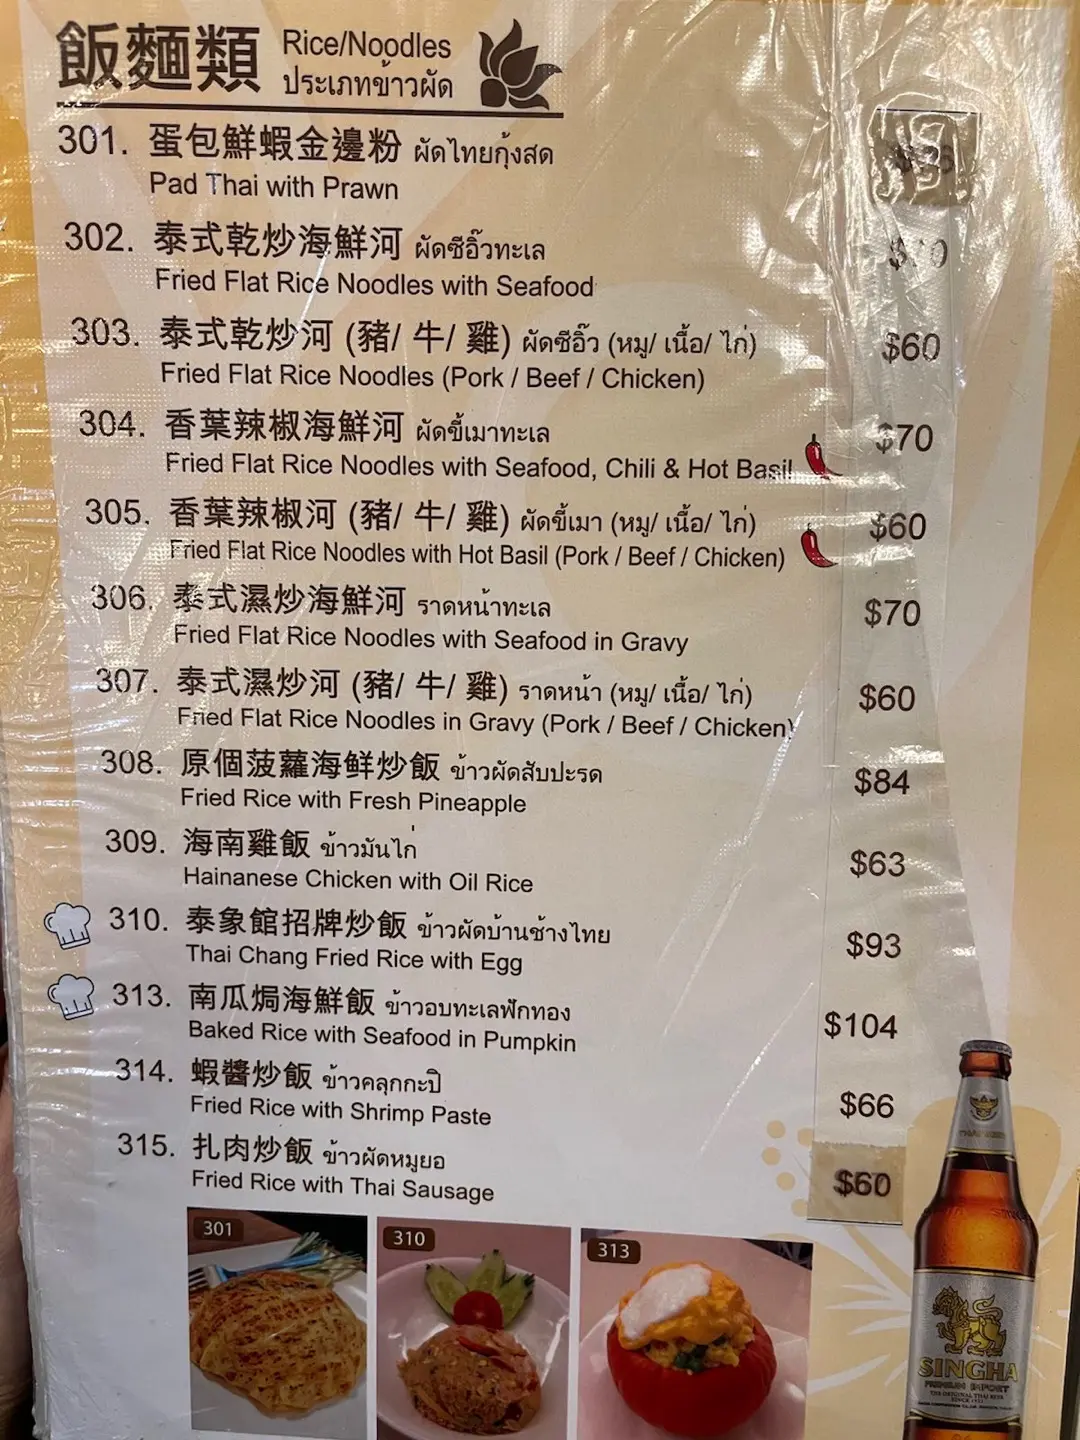 飯麵類 Rice/Noodles
ประเภทข้าวผัด
301. 蛋包鮮蝦金邊粉 ผัดไทยกุ้งสด
Pad Thai with Prawn
302. 泰式乾炒海鮮河 ผัดซีอิ๊วทะเล
Fried Flat Rice Noodles with Seafood
303. 泰式乾炒河 (豬/ 牛/ 雞) ผัดซีอิ๊ว (หมู/ เนื้อ/ ไก่) $60
Fried Flat Rice Noodles (Pork / Beef / Chicken)
304. 香葉辣椒海鮮河 ผัดขี้เมาทะเล $70
Fried Flat Rice Noodles with Seafood, Chili & Hot Basil
305. 香葉辣椒河 (豬/ 牛/ 雞) ผัดขี้เมา (หมู/ เนื้อ/ ไก่) $60
Fried Flat Rice Noodles with Hot Basil (Pork / Beef / Chicken)
306. 泰式濕炒海鮮河 ราดหน้าทะเล $70
Fried Flat Rice Noodles with Seafood in Gravy
307. 泰式濕炒河 (豬/ 牛/ 雞) ราดหน้า (หมู/ เนื้อ/ ไก่) $60
Fried Flat Rice Noodles in Gravy (Pork / Beef / Chicken)
308. 原個菠蘿海鮮炒飯 ข้าวผัดสับปะรด $84
Fried Rice with Fresh Pineapple
309. 海南雞飯 ข้าวมันไก่ $63
Hainanese Chicken with Oil Rice
310. 泰象館招牌炒飯 ข้าวผัดบ้านช้างไทย $93
Thai Chang Fried Rice with Egg
313. 南瓜焗海鮮飯 ข้าวอบทะเลฟักทอง $104
Baked Rice with Seafood in Pumpkin
314. 蝦醬炒飯 ข้าวคลุกกะปิ $66
Fried Rice with Shrimp Paste
315. 扎肉炒飯 ข้าวผัดหมูยอ $60
Fried Rice with Thai Sausage
301 310 313
SINGHA
PREMIUM IMPORT
THE ORIGINAL THAI BEER